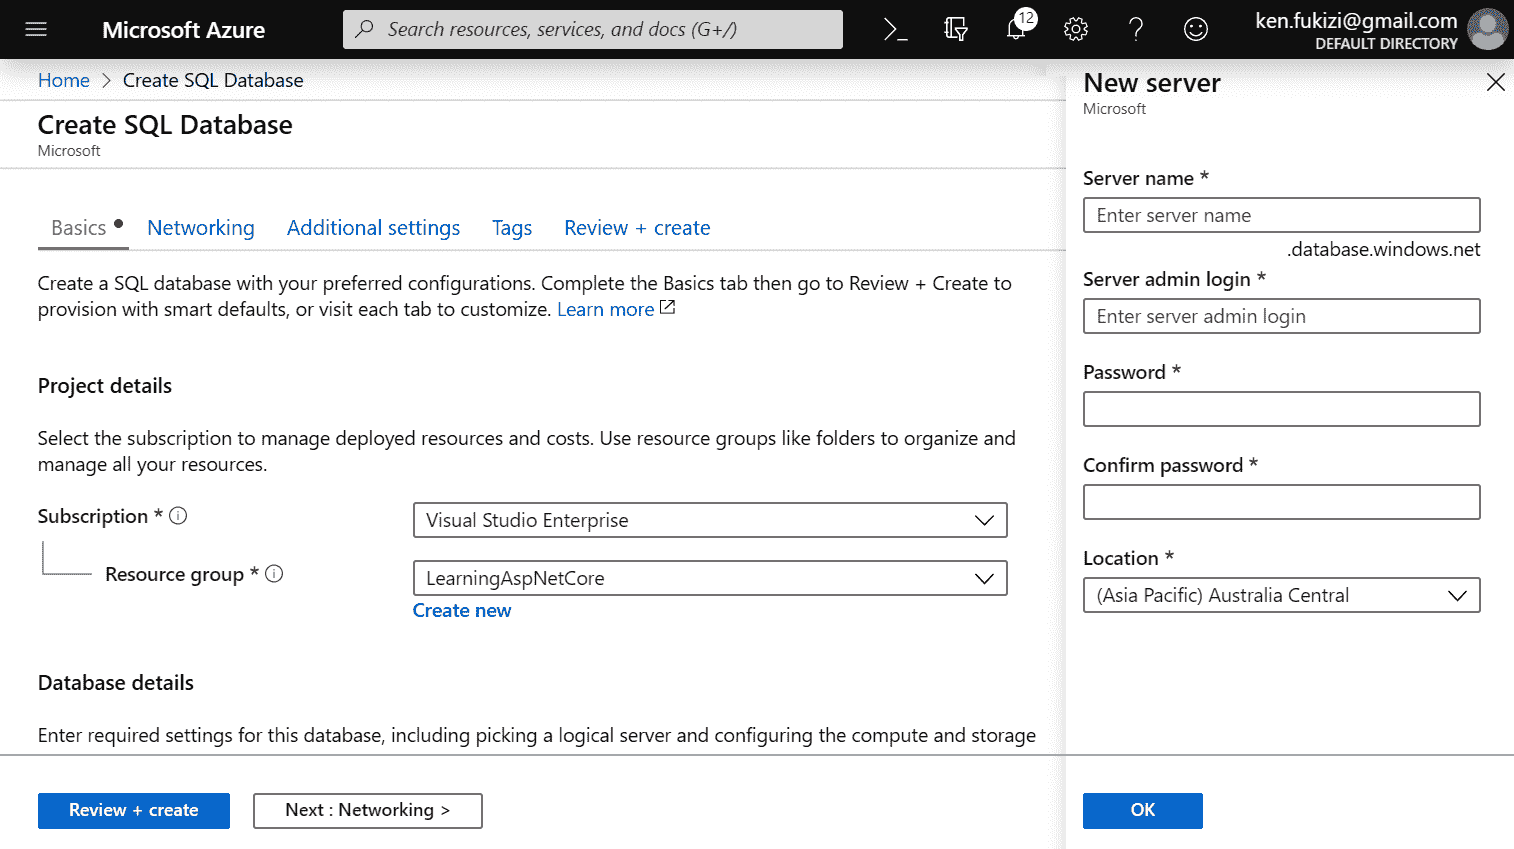 Microsoft Azure
Search resources, services, and docs (G+/)
12
ken.fukizi@gmail.com
DEFAULT DIRECTORY
Home > Create SQL Database
Create SQL Database
Microsoft
Basics
Networking
Additional settings
Tags
Review + create
Create a SQL database with your preferred configurations. Complete the Basics tab then go to Review + Create to
provision with smart defaults, or visit each tab to customize. Learn more
Project details
Select the subscription to manage deployed resources and costs. Use resource groups like folders to organize and
manage all your resources.
Subscription *
Visual Studio Enterprise
Resource group *
LearningAspNetCore
Create new
Database details
Enter required settings for this database, including picking a logical server and configuring the compute and storage
Review + create
Next : Networking >
New server
Microsoft
Server name *
Enter server name
.database.windows.net
Server admin login *
Enter server admin login
Password *
Confirm password *
Location *
(Asia Pacific) Australia Central
OK